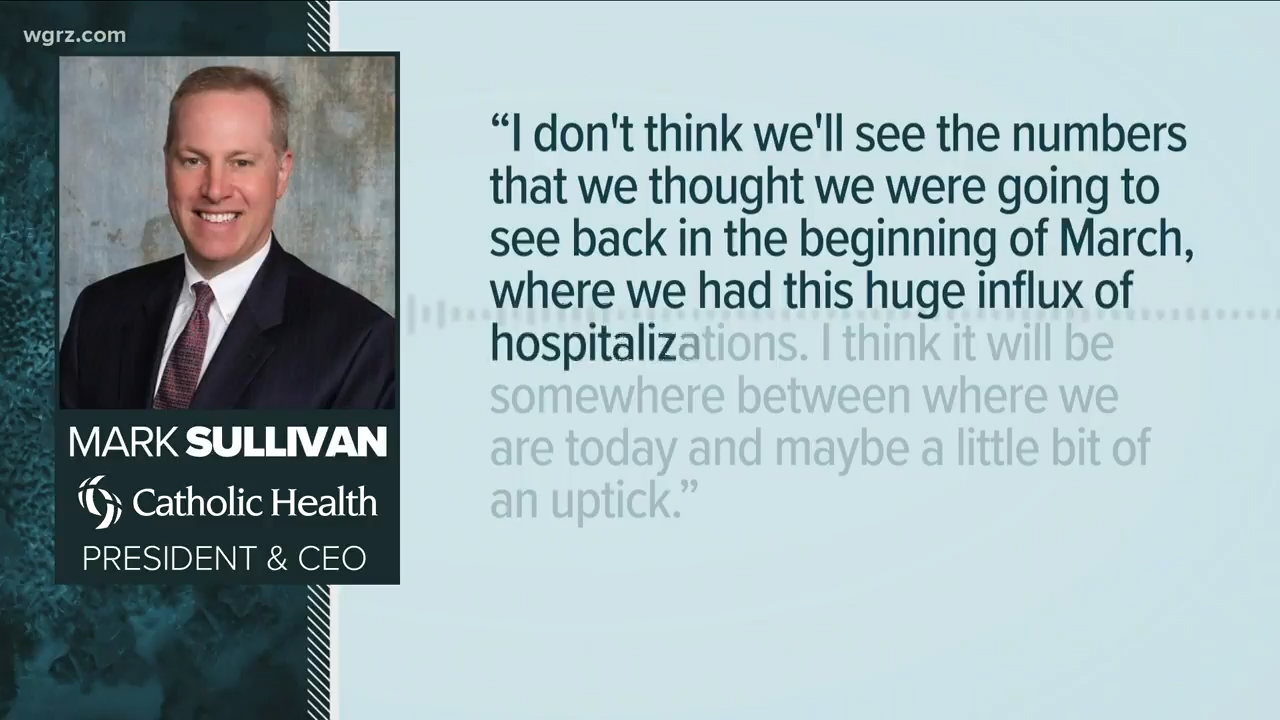 wgrz.com
MARK SULLIVAN
Catholic Health
PRESIDENT & CEO
“I don't think we'll see the numbers
that we thought we were going to
see back in the beginning of March,
where we had this huge influx of
hospitalizations. I think it will be
somewhere between where we
are today and maybe a little bit of
an uptick.”